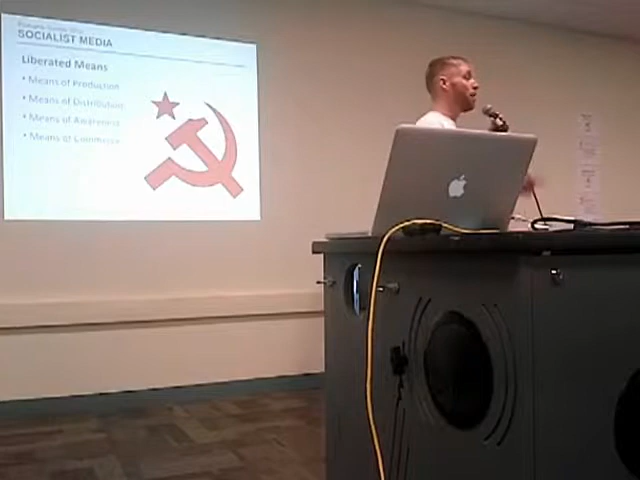 SOCIALIST MEDIA
Liberated Means
• Means of Production
• Means of Distribution
• Means of Awareness
• Means of Commerce